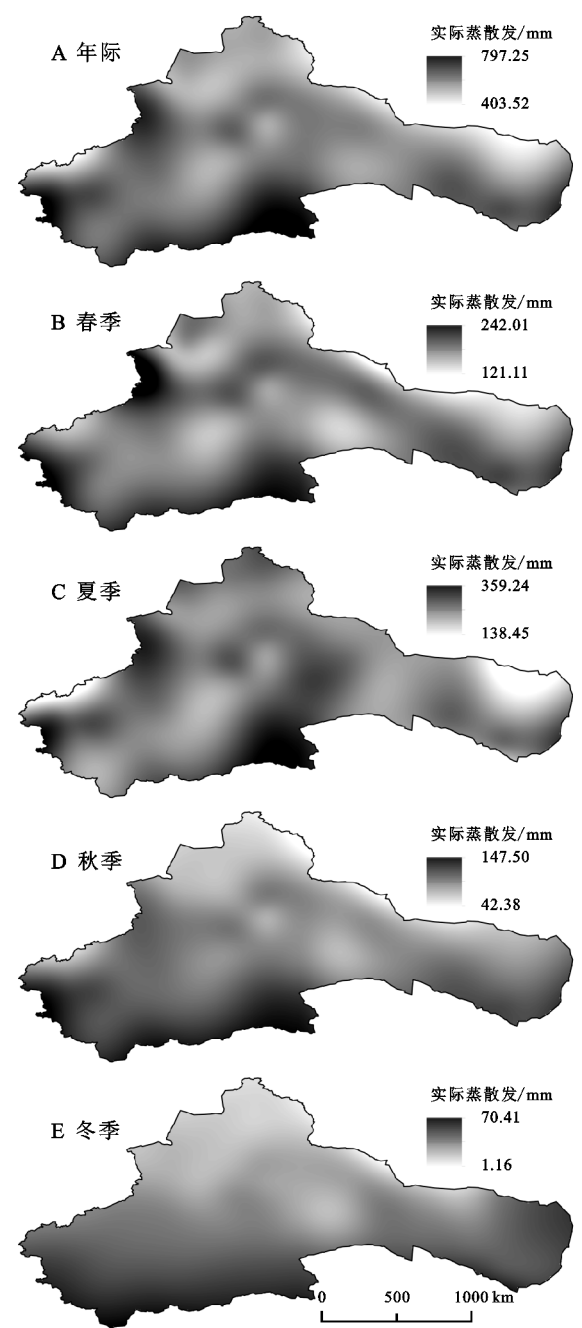 实际蒸散发/mm
A 年际
797.25
403.52
实际蒸散发/mm
B 春季
242.01
121.11
实际蒸散发/mm
C 夏季
359.24
138.45
实际蒸散发/mm
D 秋季
147.50
42.38
实际蒸散发/mm
E 冬季
70.41
1.16
0 500 1000 km